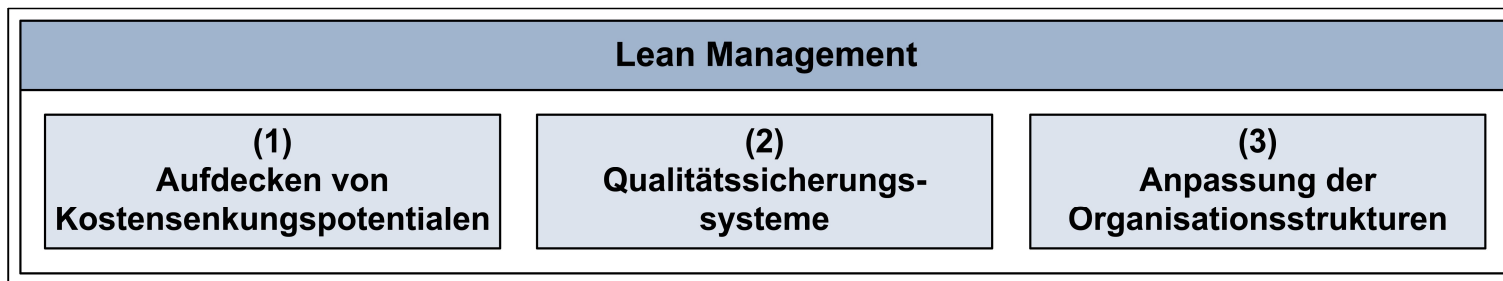 Lean Management
(1)
Aufdecken von
Kostensenkungspotentialen
(2)
Qualitätssicherungs-
systeme
(3)
Anpassung der
Organisationsstrukturen